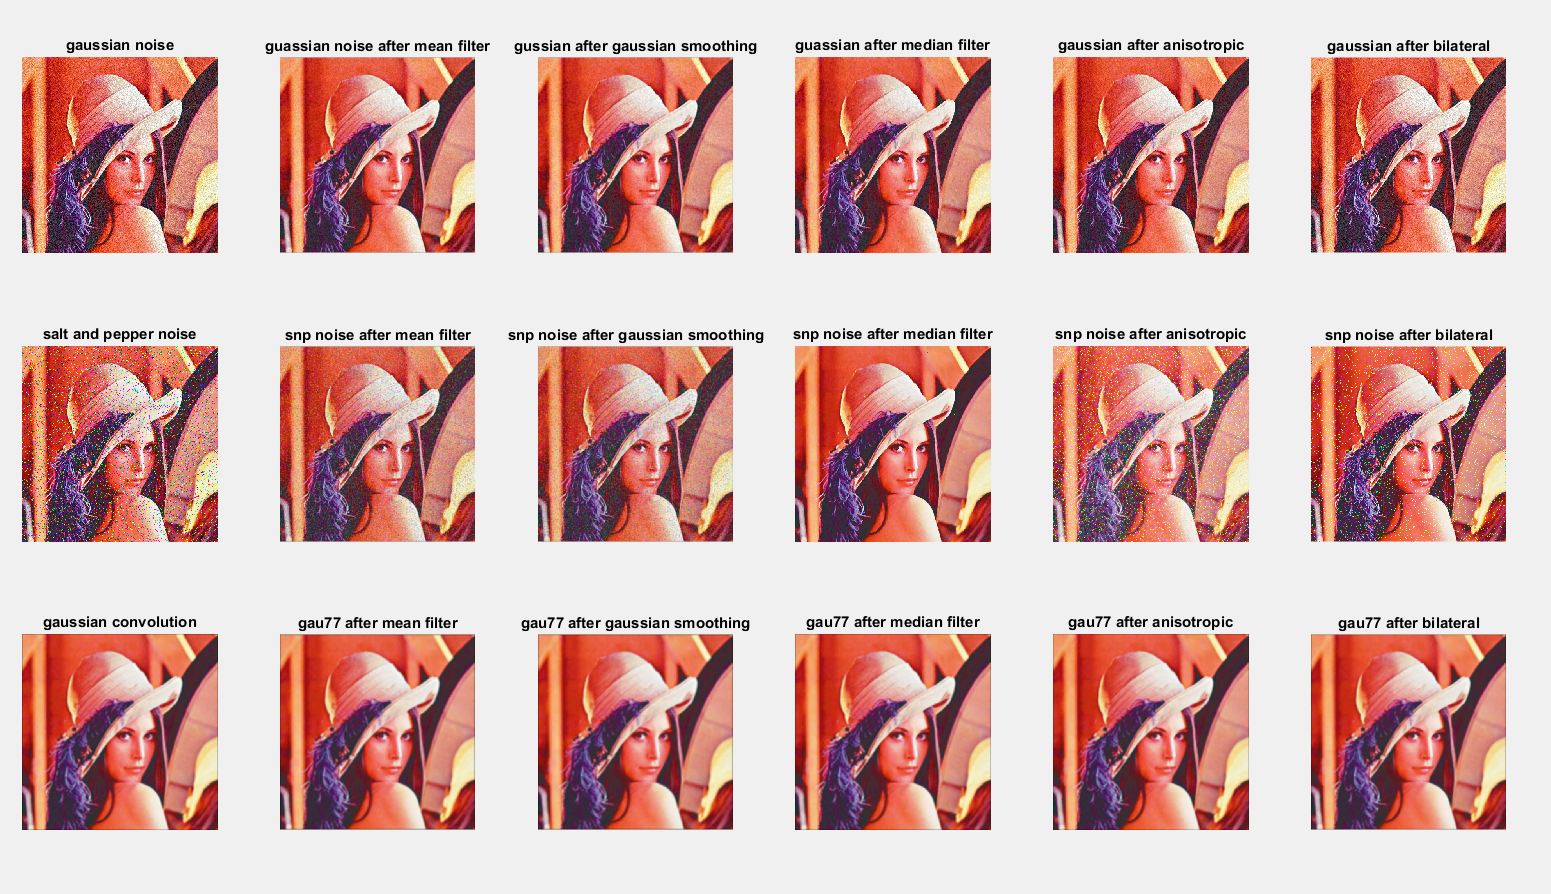 gaussian noise
guassian noise after mean filter
gussian after gaussian smoothing
guassian after median filter
gaussian after anisotropic
gaussian after bilateral
salt and pepper noise
snp noise after mean filter
snp noise after gaussian smoothing
snp noise after median filter
snp noise after anisotropic
snp noise after bilateral
gaussian convolution
gau77 after mean filter
gau77 after gaussian smoothing
gau77 after median filter
gau77 after anisotropic
gau77 after bilateral